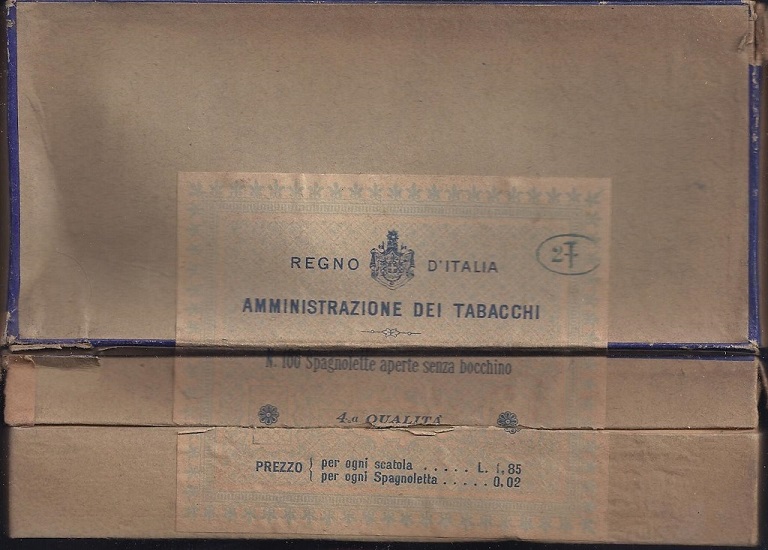 REGNO D'ITALIA
AMMINISTRAZIONE DEI TABACCHI
N. 100 Spagnolette aperte senza bocchino
4.a QUALITÀ
PREZZO { per ogni scatola ..... L. 1,85
per ogni Spagnoletta ..... 0.02